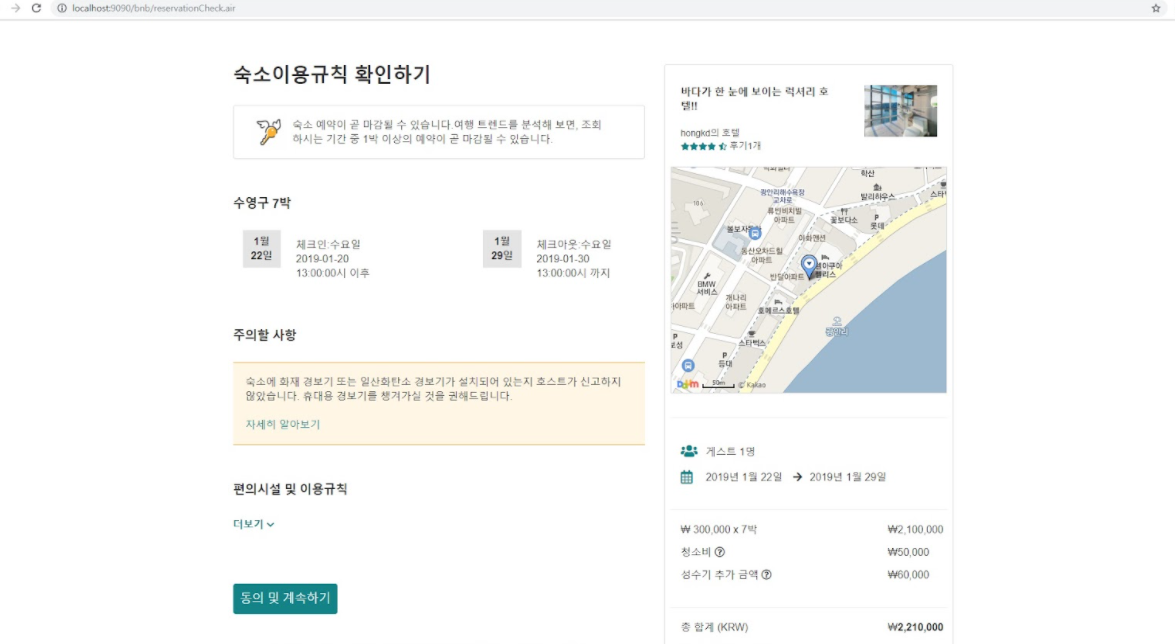 localhost:9090/bnb/reservationCheck.air
숙소이용규칙 확인하기
숙소 예약이 곧 마감될 수 있습니다.여행 트렌드를 분석해 보면, 조회
하시는 기간 중 1박 이상의 예약이 곧 마감될 수 있습니다.
수영구 7박
1월
22일
체크인:수요일
2019-01-20
13:00:00시 이후
1월
29일
체크아웃:수요일
2019-01-30
13:00:00시 까지
주의할 사항
숙소에 화재 경보기 또는 일산화탄소 경보기가 설치되어 있는지 호스트가 신고하지
않았습니다. 휴대용 경보기를 챙겨가실 것을 권해드립니다.
자세히 알아보기
편의시설 및 이용규칙
더보기
동의 및 계속하기
바다가 한 눈에 보이는 럭셔리 호
텔!!
hongkd의 호텔
후기1개
학산
발리하우스
스타
광안리해수욕장
교차로
106
류빈비치빌
아파트
꽃보다소
P
롯데
아화맨션
동산오차드힐
아파트
반달아파트
BMW
서비스
개나리
아파트
호메르스호텔
스타벅스
P
등대
P
광안리
Daum
50m
© Kakao
게스트 1명
2019년 1월 22일 → 2019년 1월 29일
₩ 300,000 x 7박
₩2,100,000
청소비
₩50,000
성수기 추가 금액
₩60,000
총 합계 (KRW)
₩2,210,000